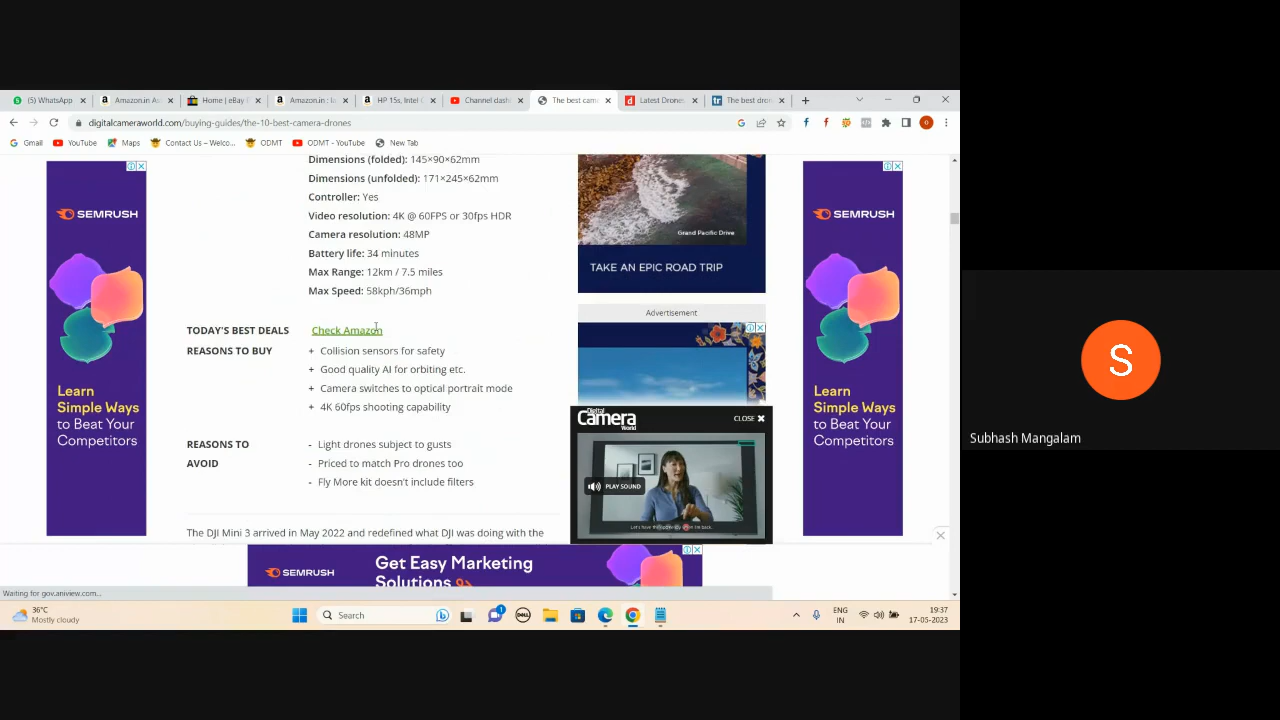 (5) WhatsApp
Amazon.in As
Home | eBay
Amazon.in : l
HP 15s, Intel C
Channel dash
The best cam
Latest Drone
The best dro
digitalcameraworld.com/buying-guides/the-10-best-camera-drones
Gmail
YouTube
Maps
Contact Us – Welco...
ODMT
ODMT - YouTube
New Tab
Dimensions (folded): 145×90×62mm
Dimensions (unfolded): 171×245×62mm
Controller: Yes
Video resolution: 4K @ 60FPS or 30fps HDR
Camera resolution: 48MP
Battery life: 34 minutes
Max Range: 12km / 7.5 miles
Max Speed: 58kph/36mph
TODAY'S BEST DEALS
Check Amazon
REASONS TO BUY
+ Collision sensors for safety
+ Good quality AI for orbiting etc.
+ Camera switches to optical portrait mode
+ 4K 60fps shooting capability
REASONS TO
AVOID
- Light drones subject to gusts
- Priced to match Pro drones too
- Fly More kit doesn't include filters
The DJI Mini 3 arrived in May 2022 and redefined what DJI was doing with the
SEMRUSH
Learn
Simple Ways
to Beat Your
Competitors
Grand Pacific Drive
TAKE AN EPIC ROAD TRIP
Advertisement
Digital
Camera
World
CLOSE
PLAY SOUND
SEMRUSH
Learn
Simple Ways
to Beat Your
Competitors
SEMRUSH
Get Easy Marketing
Solutions
Waiting for gov.aniview.com...
36°C
Mostly cloudy
Search
DELL
1
ENG
IN
19:37
17-05-2023
S
Subhash Mangalam